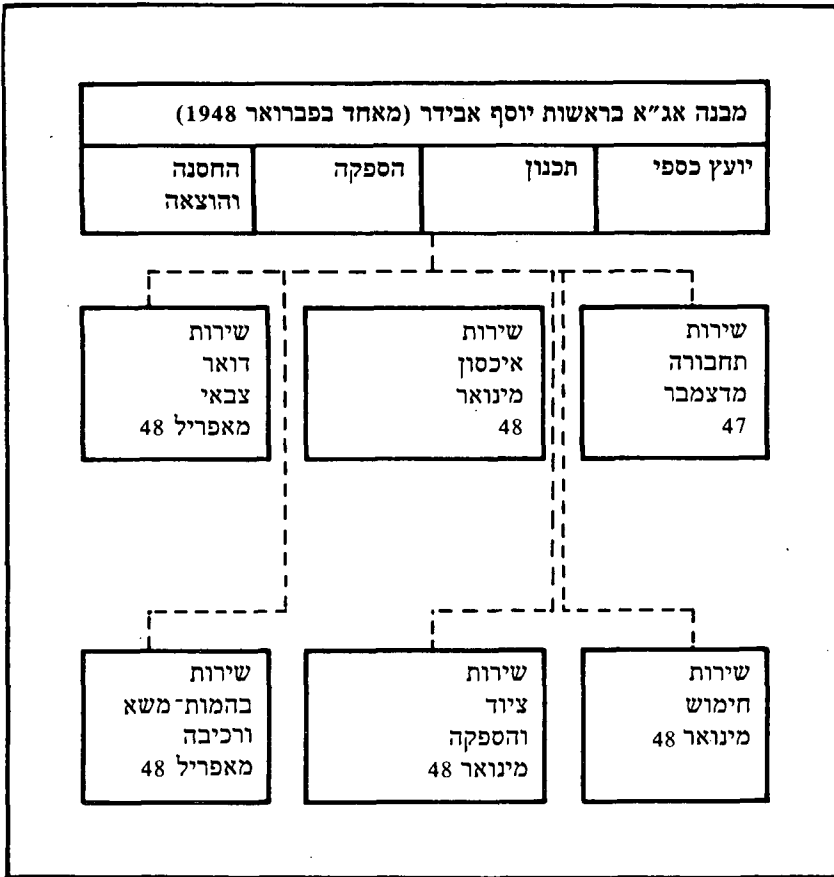 מבנה אג״א בראשות יוסף אבידר (מאחד בפברואר 1948)
יועץ כספי
תכנון
הספקה
החסנה
והוצאה
שירות
תחבורה
מדצמבר
47
שירות
איכסון
מינואר
48
שירות
דואר
צבאי
מאפריל 48
שירות
חימוש
מינואר 48
שירות
ציוד
והספקה
מינואר 48
שירות
בהמות־משא
ורכיבה
מאפריל 48